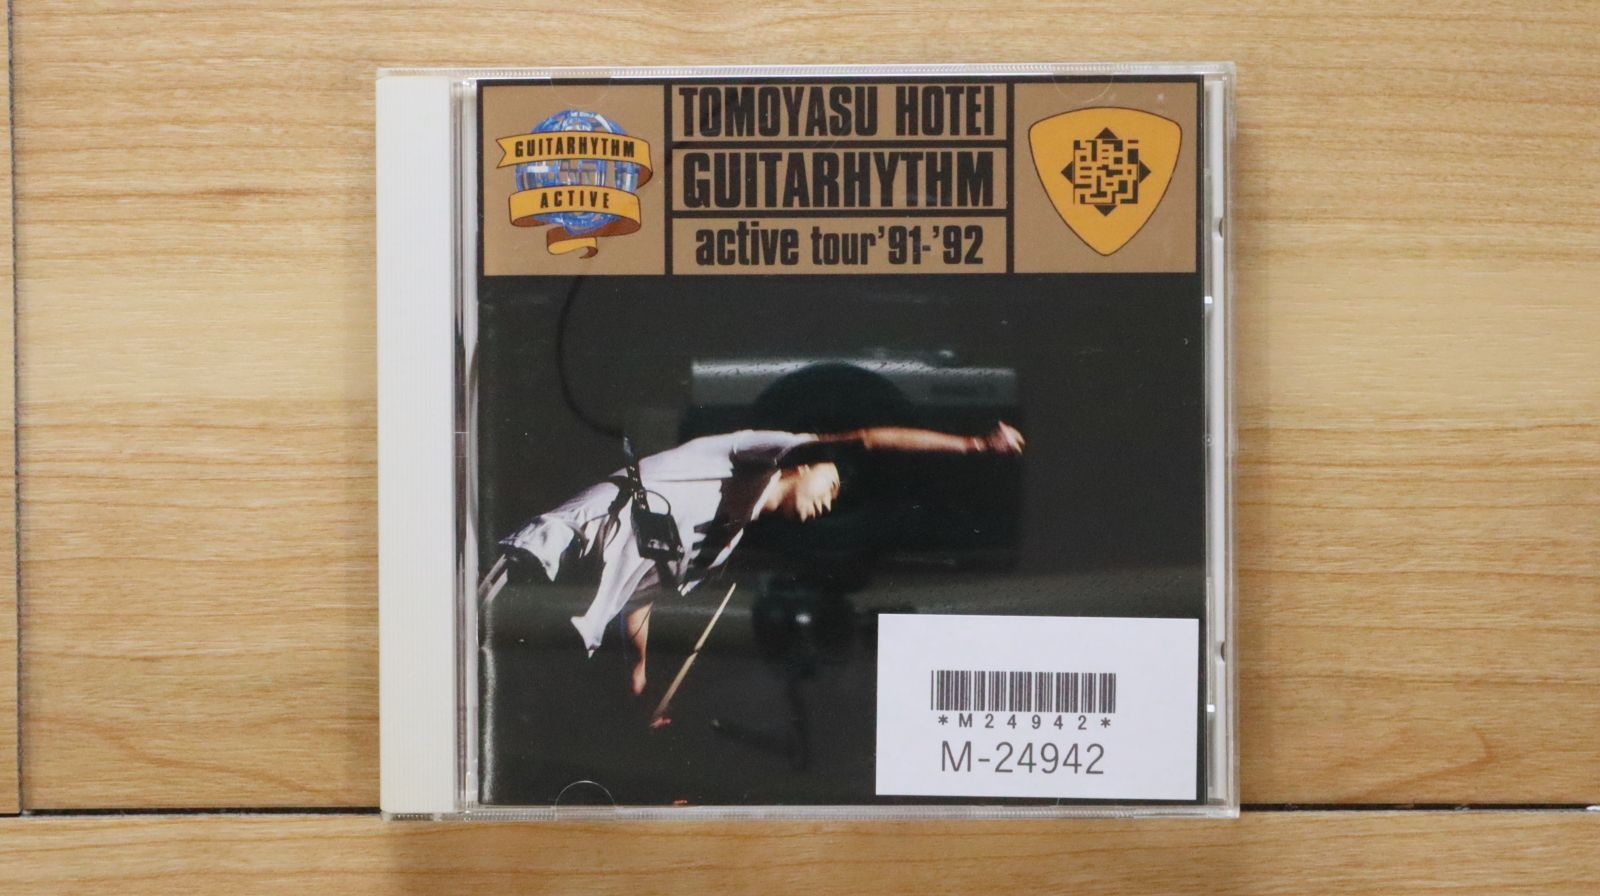 GUITARHYTHM
ACTIVE
TOMOYASU HOTEI
GUITARHYTHM
active tour '91-'92
*M24942*
M-24942